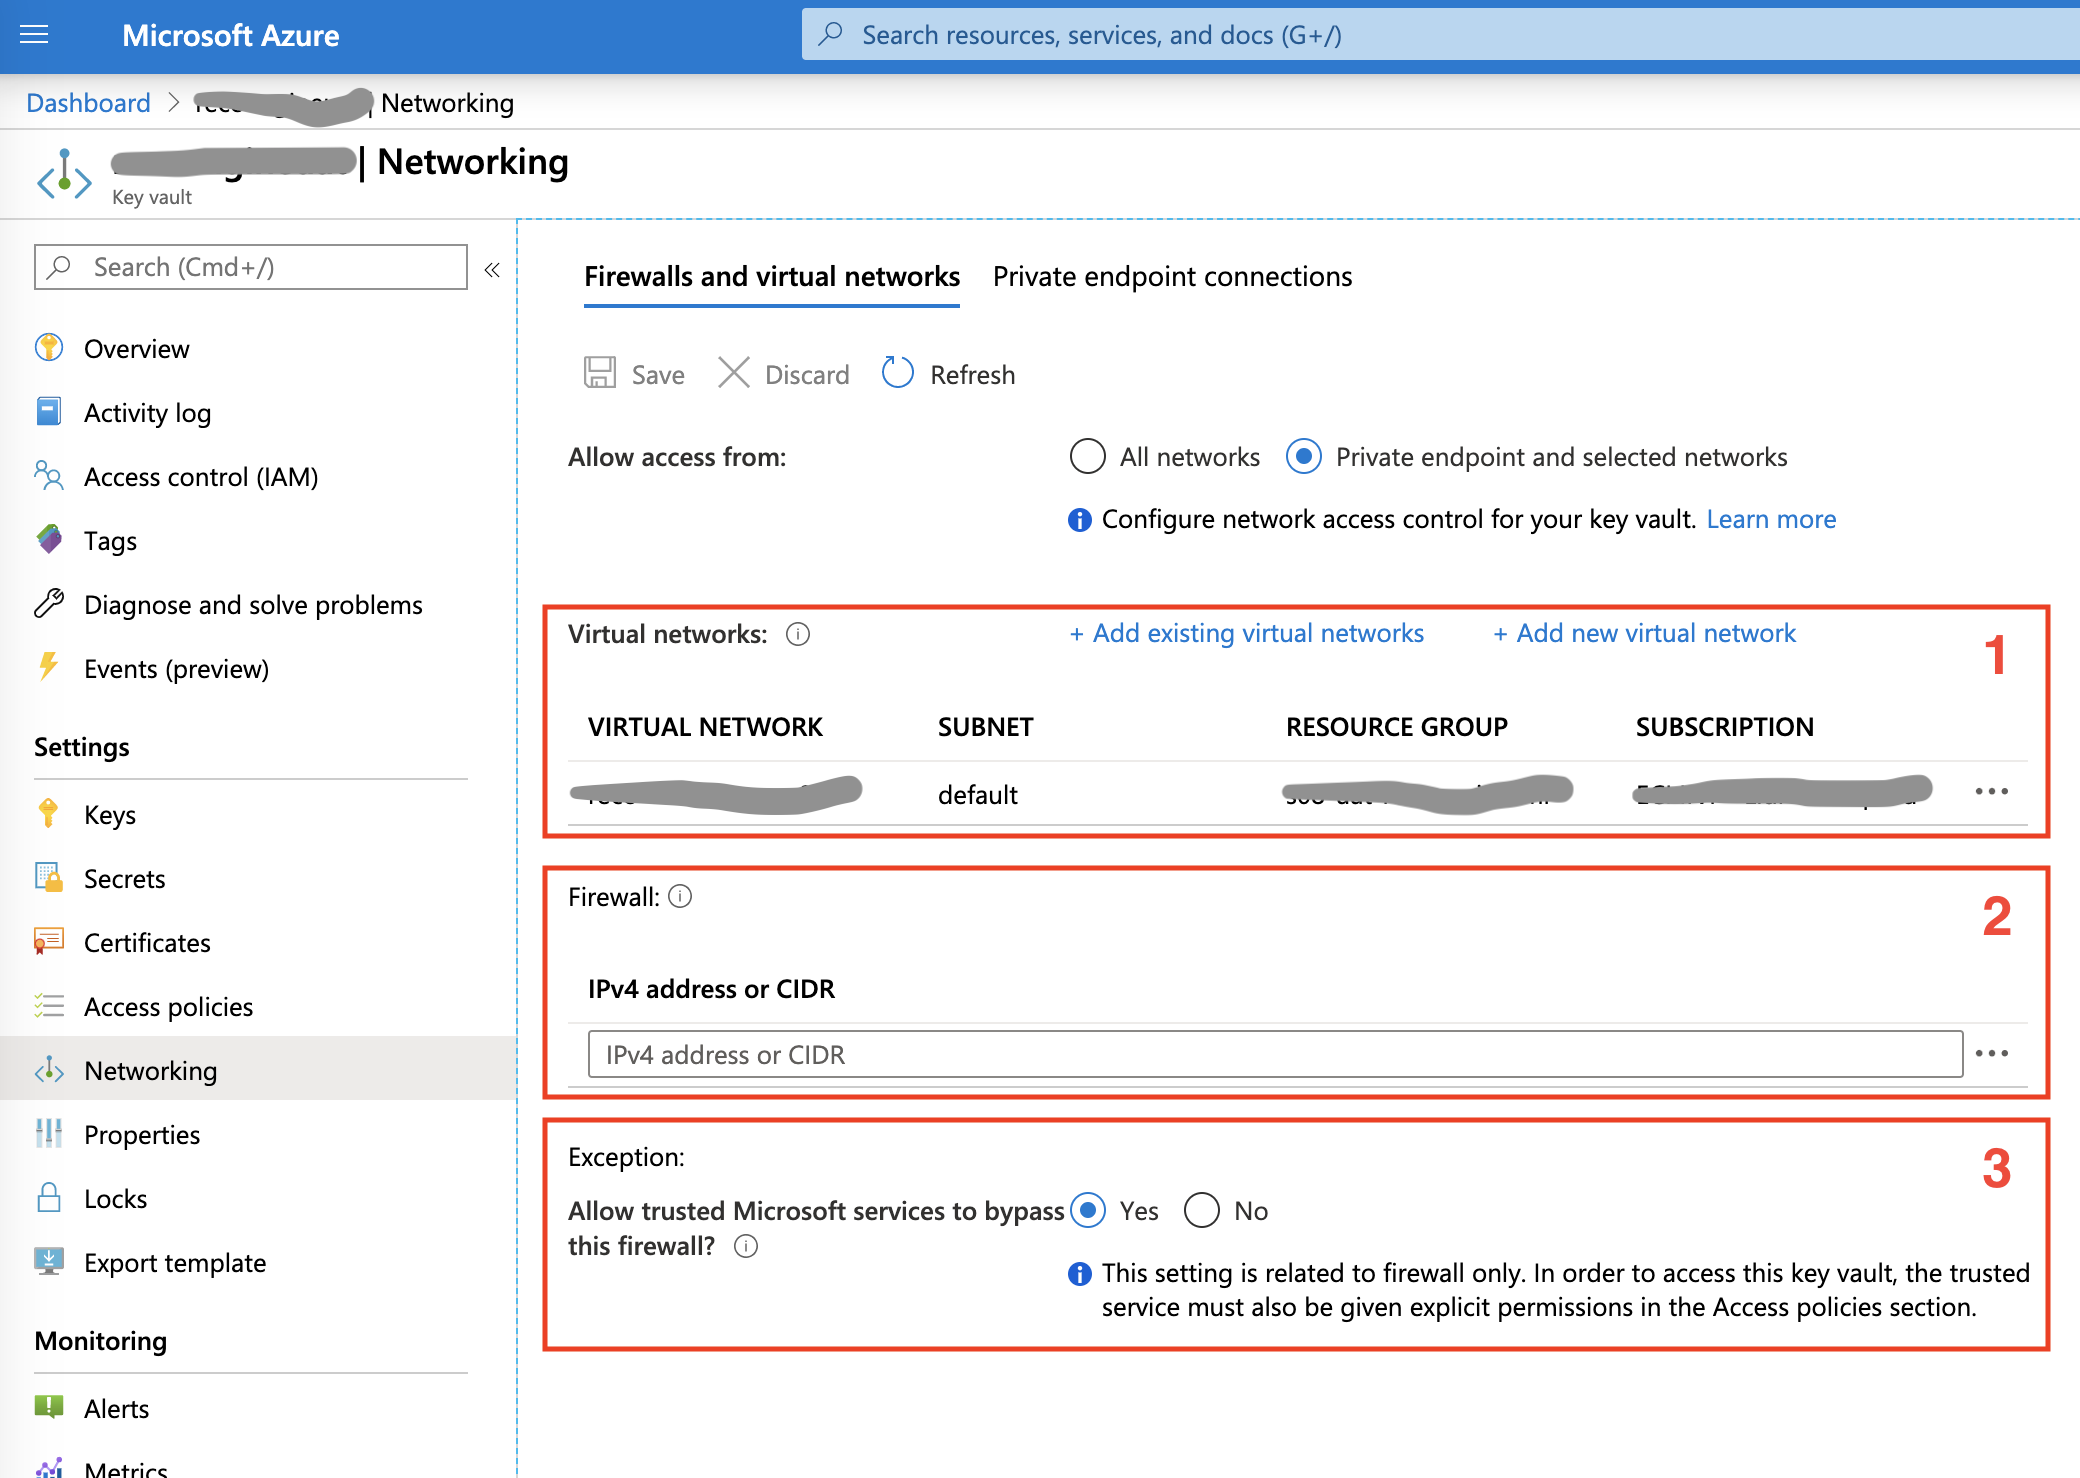 Microsoft Azure
Search resources, services, and docs (G+/)
Dashboard > | Networking
| Networking
Key vault
Search (Cmd+/)
«
Firewalls and virtual networks Private endpoint connections
Save Discard Refresh
Allow access from: All networks Private endpoint and selected networks
Configure network access control for your key vault. Learn more
Overview
Activity log
Access control (IAM)
Tags
Diagnose and solve problems
Events (preview)
Settings
Keys
Secrets
Certificates
Access policies
Networking
Properties
Locks
Export template
Monitoring
Alerts
Metrics
Virtual networks: + Add existing virtual networks + Add new virtual network 1
VIRTUAL NETWORK SUBNET RESOURCE GROUP SUBSCRIPTION
default
Firewall: 2
IPv4 address or CIDR
IPv4 address or CIDR
Exception: 3
Allow trusted Microsoft services to bypass Yes No
this firewall?
This setting is related to firewall only. In order to access this key vault, the trusted
service must also be given explicit permissions in the Access policies section.